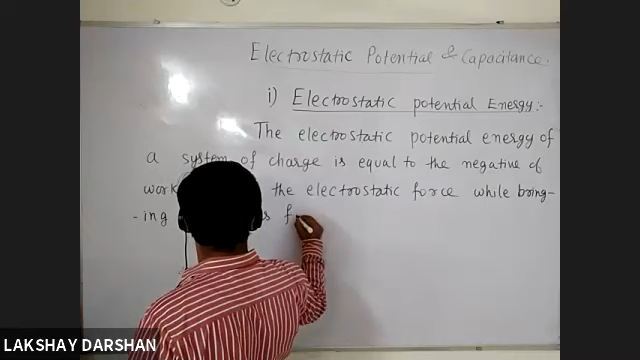 Electrostatic Potential & Capacitance.
i) Electrostatic potential Energy:-
The electrostatic potential energy of
a system of charge is equal to the negative of
work the electrostatic force while bring-
-ing f
LAKSHAY DARSHAN